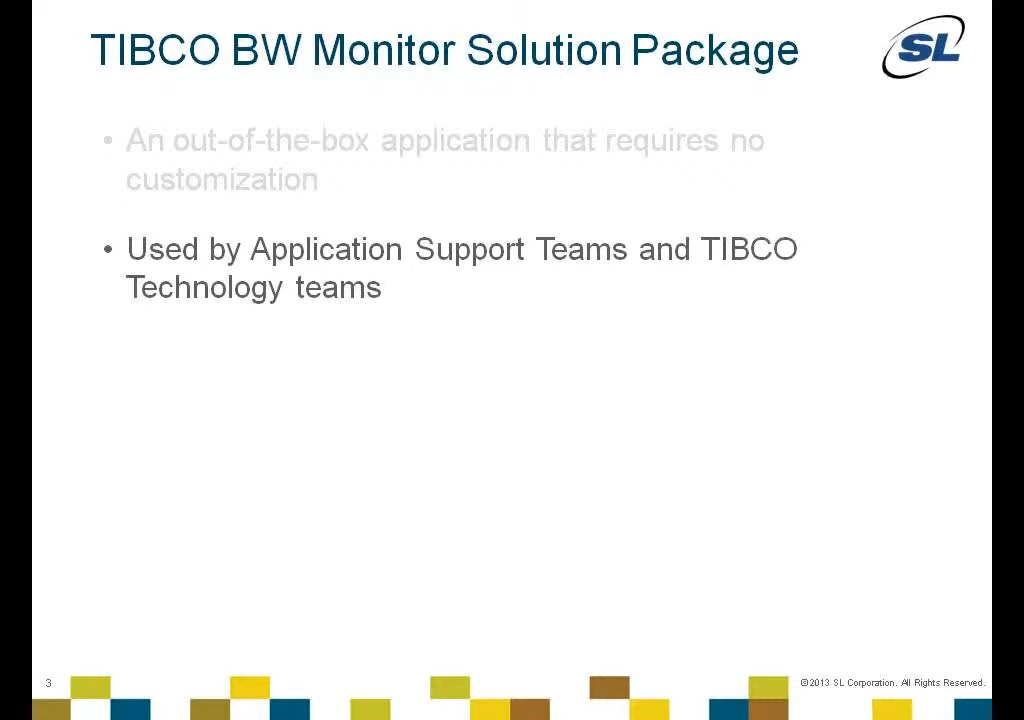 TIBCO BW Monitor Solution Package
SL
• An out-of-the-box application that requires no
customization
• Used by Application Support Teams and TIBCO
Technology teams
3
©2013 SL Corporation. All Rights Reserved.